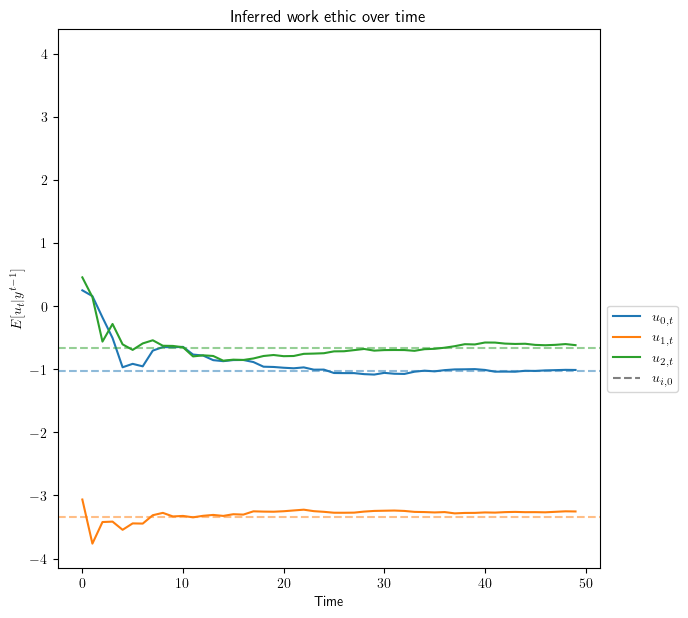 Inferred work ethic over time
4
3
2
1
0
−1
−2
−3
−4
E[u_t|y^{t−1}]
0
10
20
30
40
50
Time
u_{0,t}
u_{1,t}
u_{2,t}
u_{i,0}